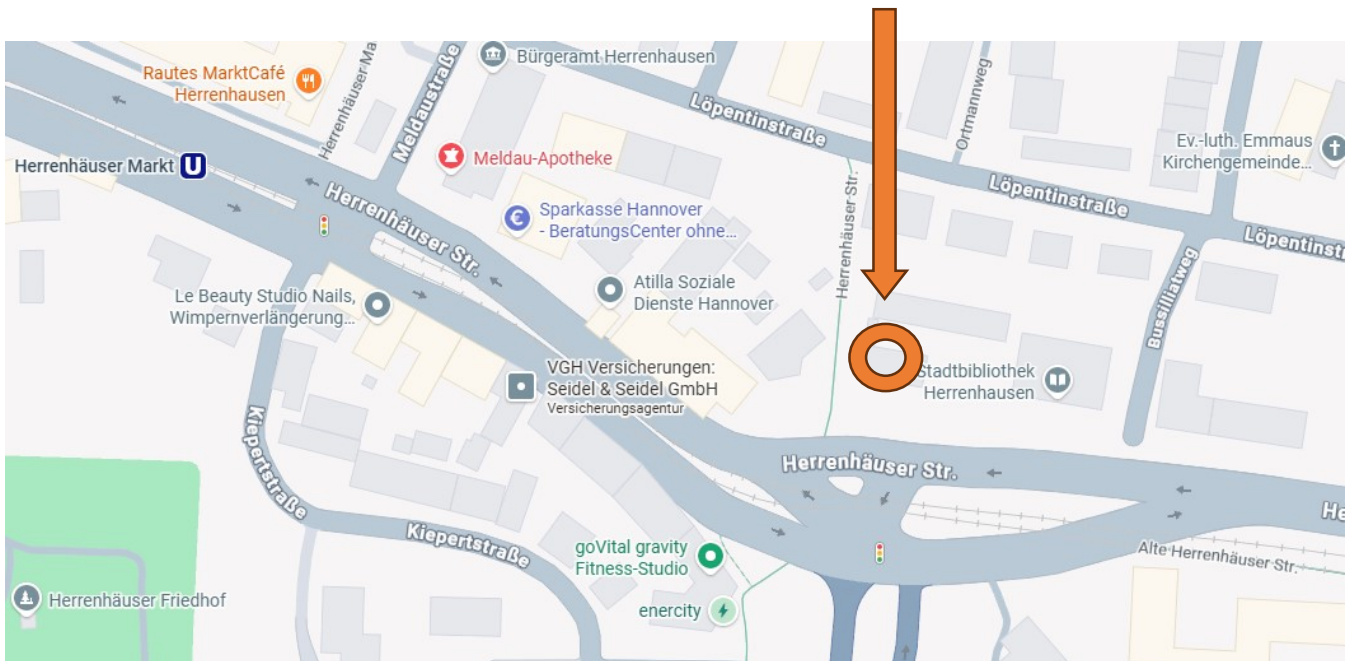 Rautes MarktCafé
Herrenhausen
Herrenhäuser Ma
Meldaustraße
Bürgeramt Herrenhausen
Löpentinstraße
Ortmannweg
Ev.-luth. Emmaus
Kirchengemeinde...
Herrenhäuser Markt
U
Meldau-Apotheke
Herrenhäuser Str.
Sparkasse Hannover
- BeratungsCenter ohne...
Herrenhäuser Str.
Löpentinstraße
Löpentinstr
Le Beauty Studio Nails,
Wimpernverlängerung...
Atilla Soziale
Dienste Hannover
Bussilliatweg
VGH Versicherungen:
Seidel & Seidel GmbH
Versicherungsagentur
Stadtbibliothek
Herrenhausen
Kiepertstraße
Herrenhäuser Str.
He
Kiepertstraße
goVital gravity
Fitness-Studio
Alte Herrenhäuser Str.
Herrenhäuser Friedhof
enercity